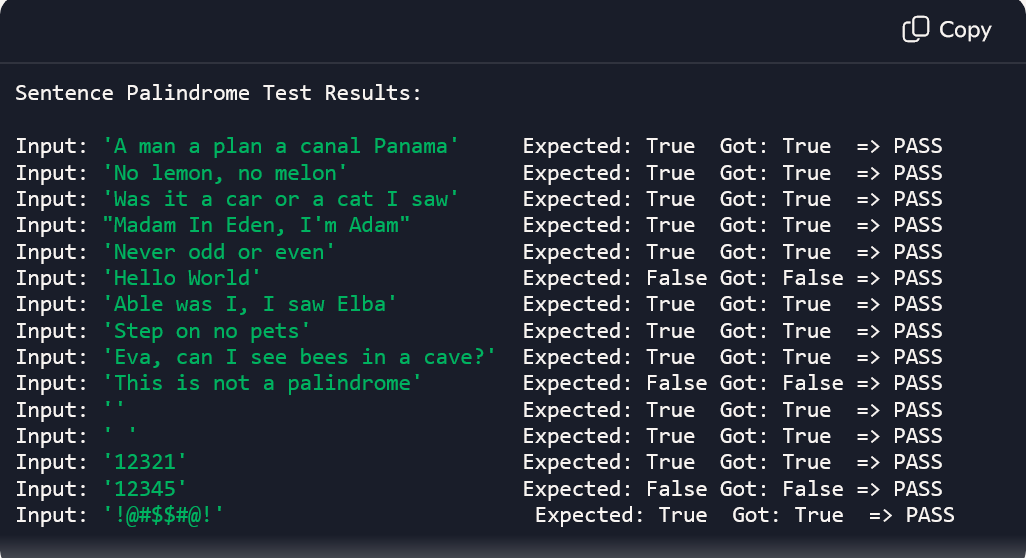 Copy
Sentence Palindrome Test Results:
Input: 'A man a plan a canal Panama'     Expected: True  Got: True  => PASS
Input: 'No lemon, no melon'              Expected: True  Got: True  => PASS
Input: 'Was it a car or a cat I saw'     Expected: True  Got: True  => PASS
Input: "Madam In Eden, I'm Adam"         Expected: True  Got: True  => PASS
Input: 'Never odd or even'               Expected: True  Got: True  => PASS
Input: 'Hello World'                     Expected: False Got: False => PASS
Input: 'Able was I, I saw Elba'          Expected: True  Got: True  => PASS
Input: 'Step on no pets'                 Expected: True  Got: True  => PASS
Input: 'Eva, can I see bees in a cave?'  Expected: True  Got: True  => PASS
Input: 'This is not a palindrome'        Expected: False Got: False => PASS
Input: ''                                Expected: True  Got: True  => PASS
Input: ' '                               Expected: True  Got: True  => PASS
Input: '12321'                           Expected: True  Got: True  => PASS
Input: '12345'                           Expected: False Got: False => PASS
Input: '!@#$$#@!'                         Expected: True  Got: True  => PASS